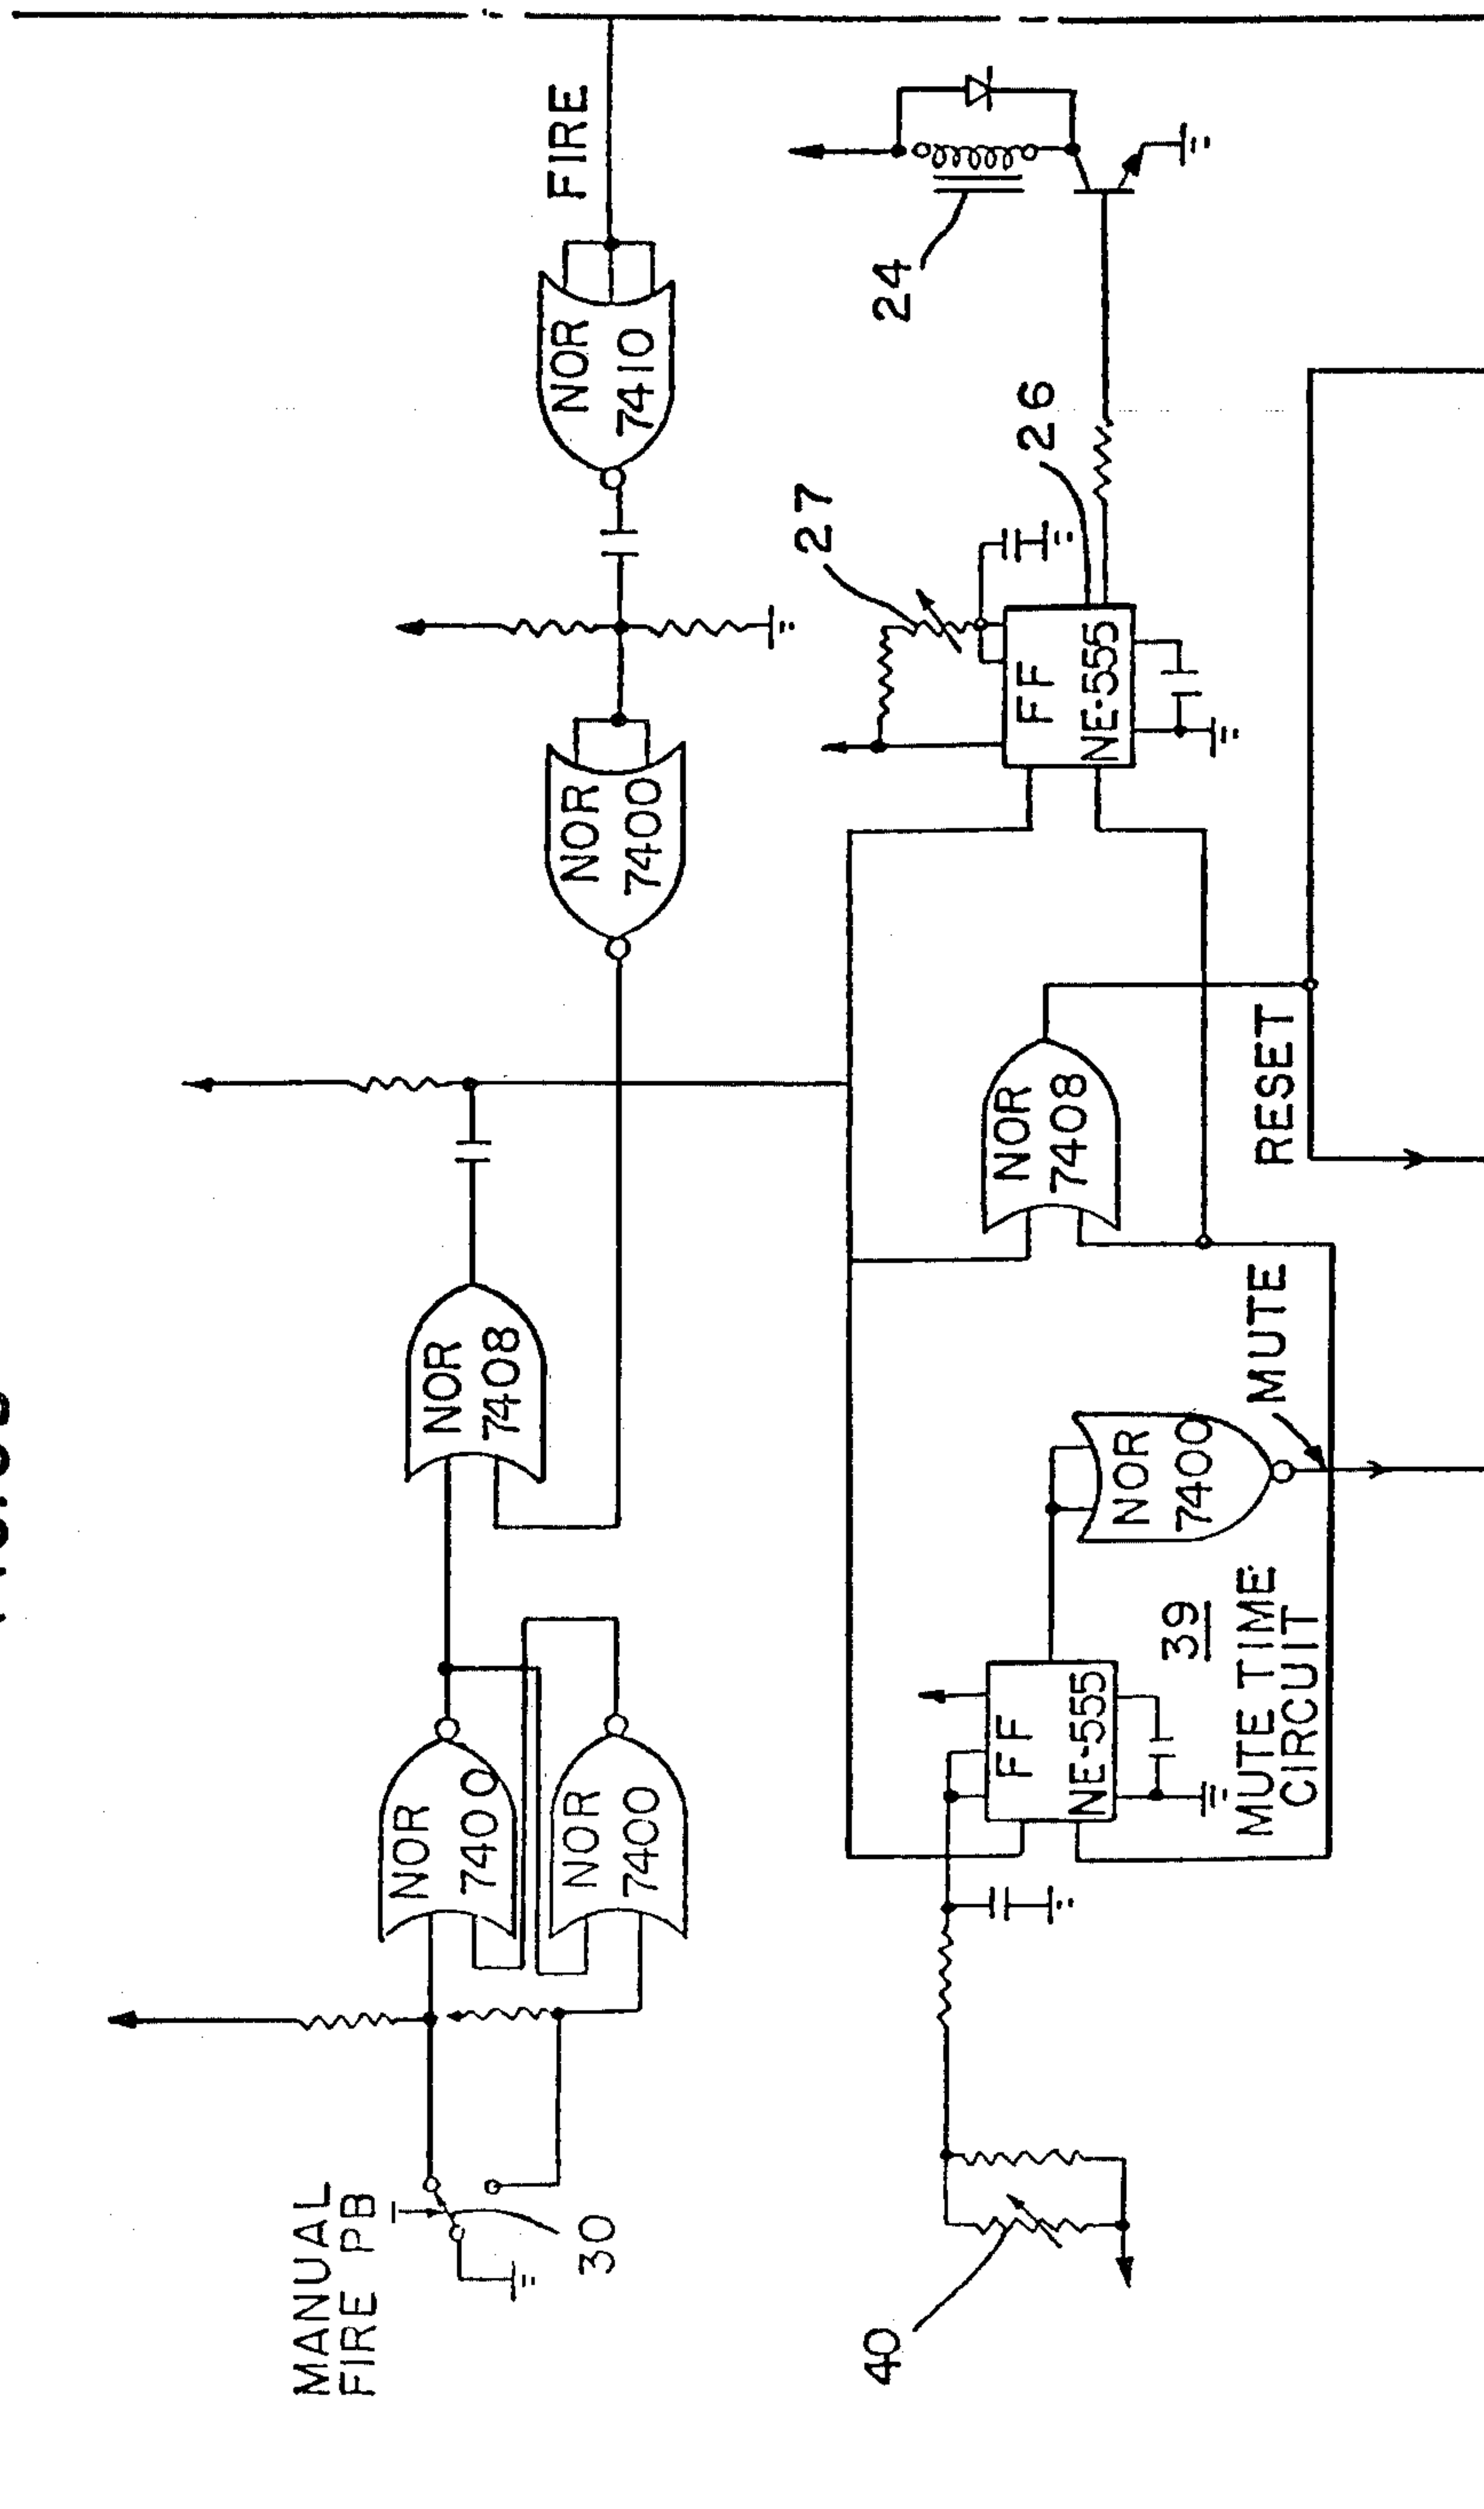 MANUAL
FIRE PB
30
NOR
7400
NOR
7400
NOR
7408
NOR
7400
NOR
7410
FIRE
40
FF
NE-555
39
MUTE TIME
CIRCUIT
NOR
7400
MUTE
NOR
7408
RESET
FF
NE-555
27
26
24